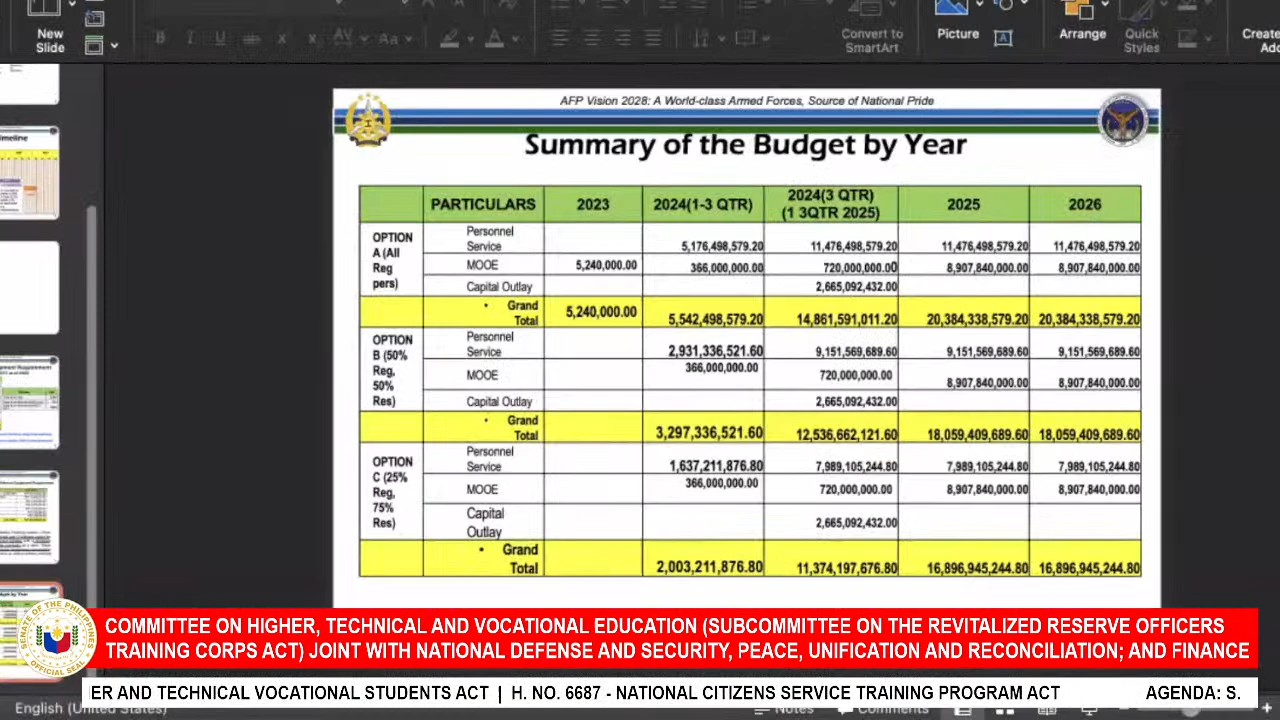 New
Slide
Convert to
SmartArt
Picture
Arrange
Quick
Styles
Create
Add
AFP Vision 2028: A World-class Armed Forces, Source of National Pride
Summary of the Budget by Year
PARTICULARS 2023 2024(1-3 QTR) 2024(3 QTR) (1 3QTR 2025) 2025 2026
OPTION A (All Reg pers) Personnel Service 5,176,498,579.20 11,476,498,579.20 11,476,498,579.20 11,476,498,579.20
MOOE 5,240,000.00 366,000,000.00 720,000,000.00 8,907,840,000.00 8,907,840,000.00
Capital Outlay 2,665,092,432.00
• Grand Total 5,240,000.00 5,542,498,579.20 14,861,591,011.20 20,384,338,579.20 20,384,338,579.20
OPTION B (50% Reg, 50% Res) Personnel Service 2,931,336,521.60 9,151,569,689.60 9,151,569,689.60 9,151,569,689.60
MOOE 366,000,000.00 720,000,000.00 8,907,840,000.00 8,907,840,000.00
Capital Outlay 2,665,092,432.00
• Grand Total 3,297,336,521.60 12,536,662,121.60 18,059,409,689.60 18,059,409,689.60
OPTION C (25% Reg, 75% Res) Personnel Service 1,637,211,876.80 7,989,105,244.80 7,989,105,244.80 7,989,105,244.80
MOOE 366,000,000.00 720,000,000.00 8,907,840,000.00 8,907,840,000.00
Capital Outlay 2,665,092,432.00
• Grand Total 2,003,211,876.80 11,374,197,676.80 16,896,945,244.80 16,896,945,244.80
SENATE OF THE PHILIPPINES
OFFICIAL SEAL
COMMITTEE ON HIGHER, TECHNICAL AND VOCATIONAL EDUCATION (SUBCOMMITTEE ON THE REVITALIZED RESERVE OFFICERS
TRAINING CORPS ACT) JOINT WITH NATIONAL DEFENSE AND SECURITY, PEACE, UNIFICATION AND RECONCILIATION; AND FINANCE
ER AND TECHNICAL VOCATIONAL STUDENTS ACT | H. NO. 6687 - NATIONAL CITIZENS SERVICE TRAINING PROGRAM ACT AGENDA: S.
English (United States)
Notes
Comments